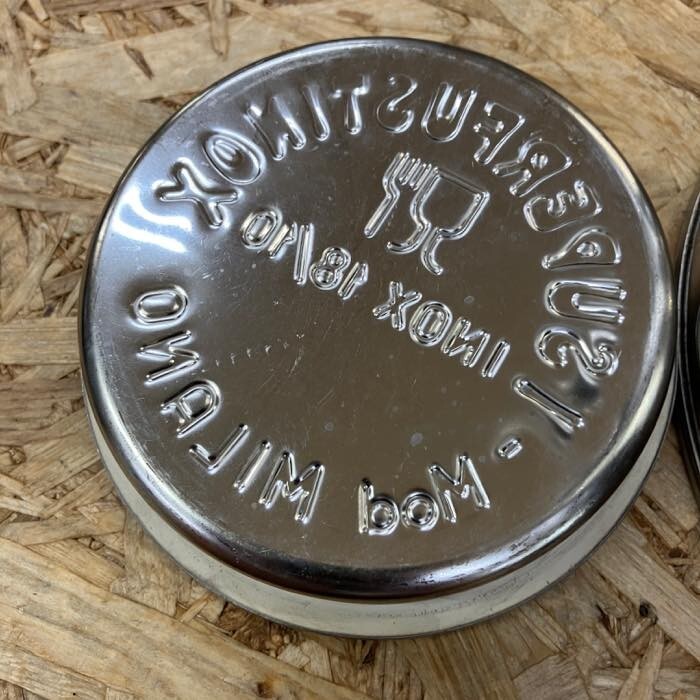 SUPERFUSTINOX
INOX 18/10
I - Mod MILANO